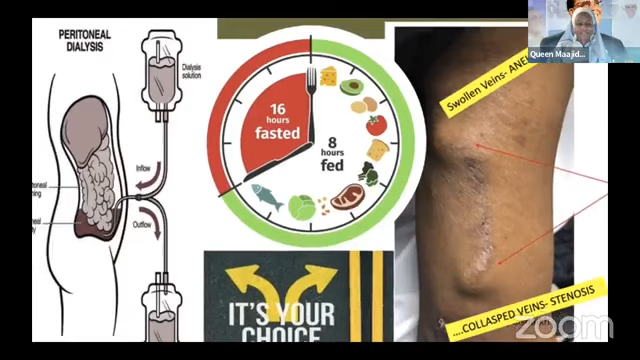 PERITONEAL
DIALYSIS
Dialysis
solution
Inflow
Outflow
16
hours
fasted
8
hours
fed
IT'S YOUR
CHOICE
Swollen Veins-
....COLLASPED VEINS- STENOSIS
Queen Maajid...
zoom